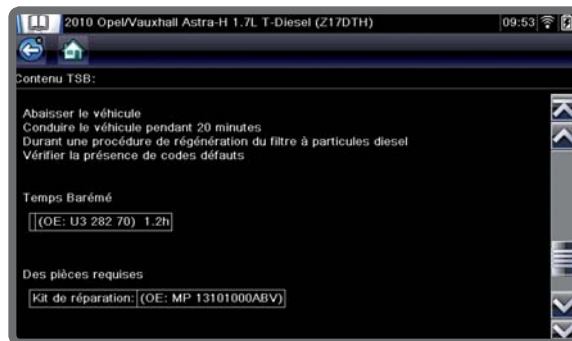 2010 Opel/Vauxhall Astra-H 1.7L T-Diesel (Z17DTH) 09:53
Contenu TSB:
Abaisser le véhicule
Conduire le véhicule pendant 20 minutes
Durant une procédure de régénération du filtre à particules diesel
Vérifier la présence de codes défauts
Temps Barémé
(OE: U3 282 70) 1.2h
Des pièces requises
Kit de réparation: (OE: MP 13101000ABV)